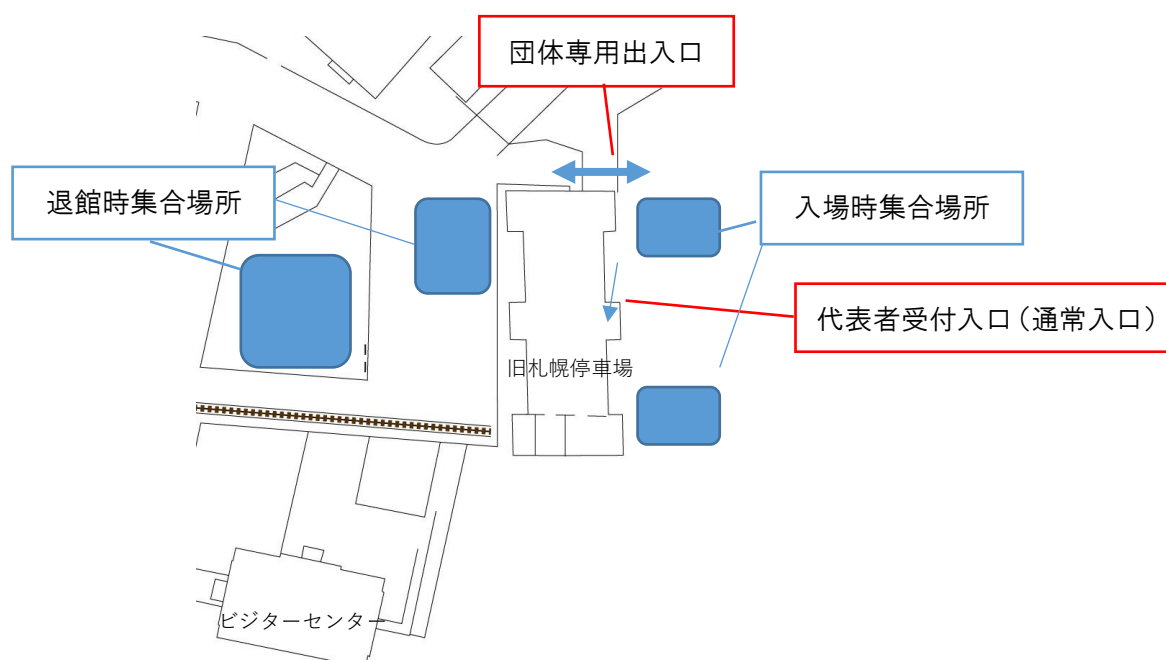 団体専用出入口
退館時集合場所
入場時集合場所
代表者受付入口（通常入口）
旧札幌停車場
ビジターセンター